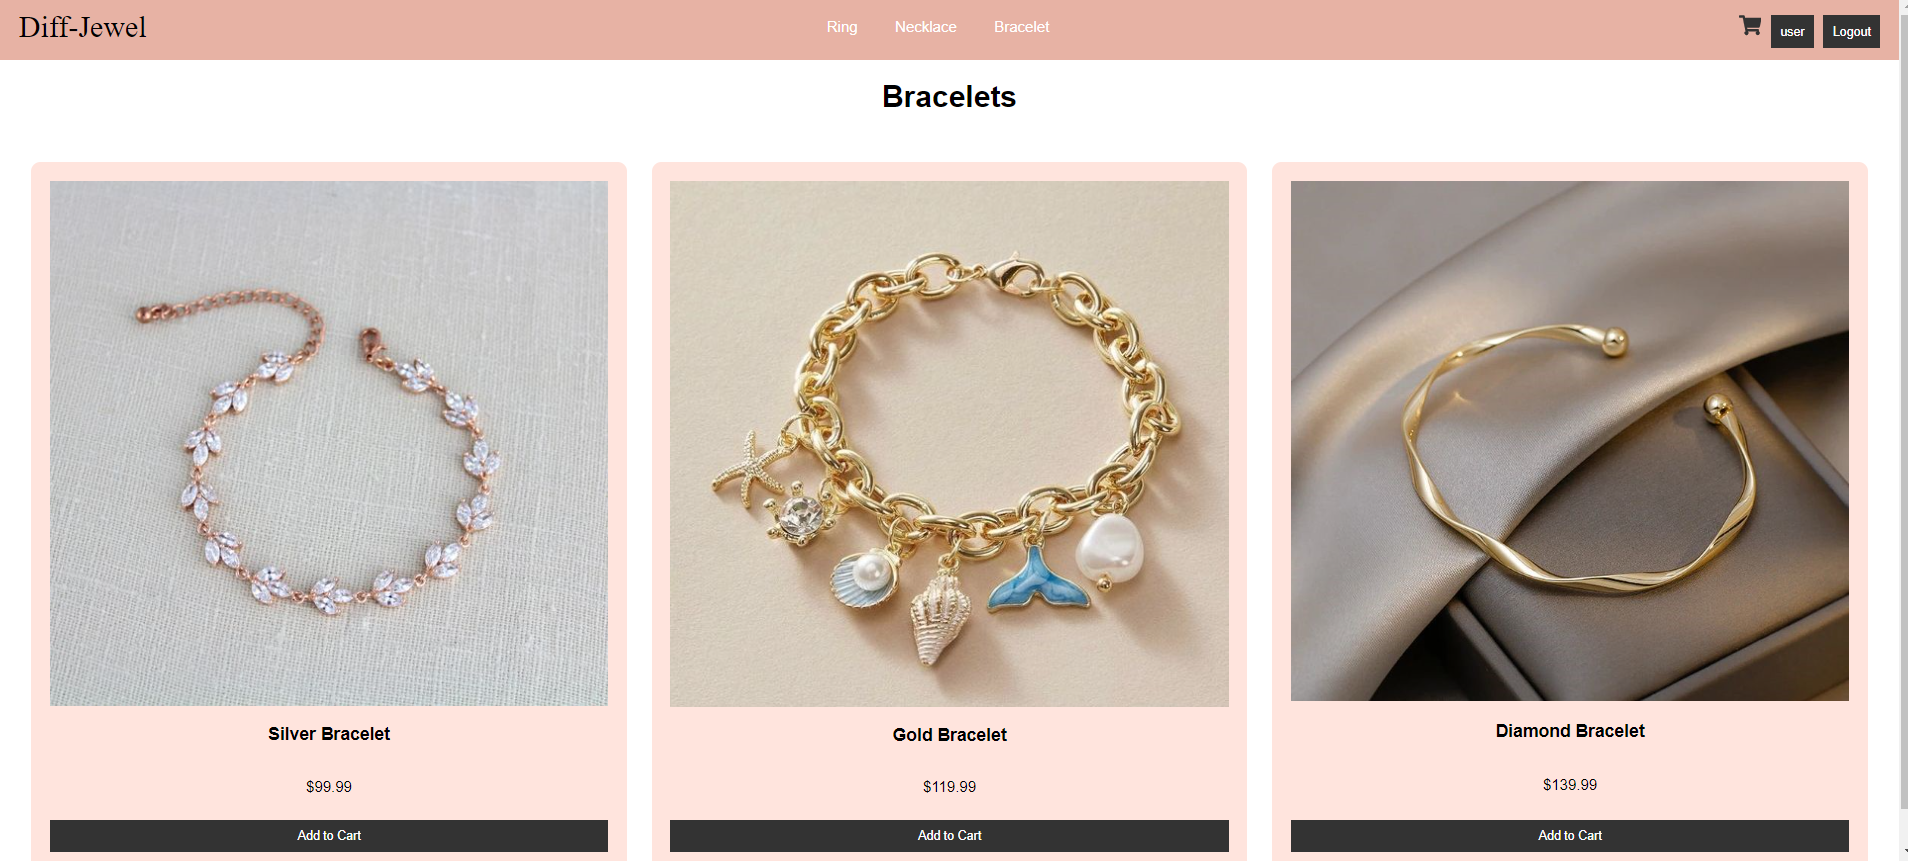 Diff-Jewel
Ring Necklace Bracelet
user Logout
Bracelets
Silver Bracelet
$99.99
Add to Cart
Gold Bracelet
$119.99
Add to Cart
Diamond Bracelet
$139.99
Add to Cart